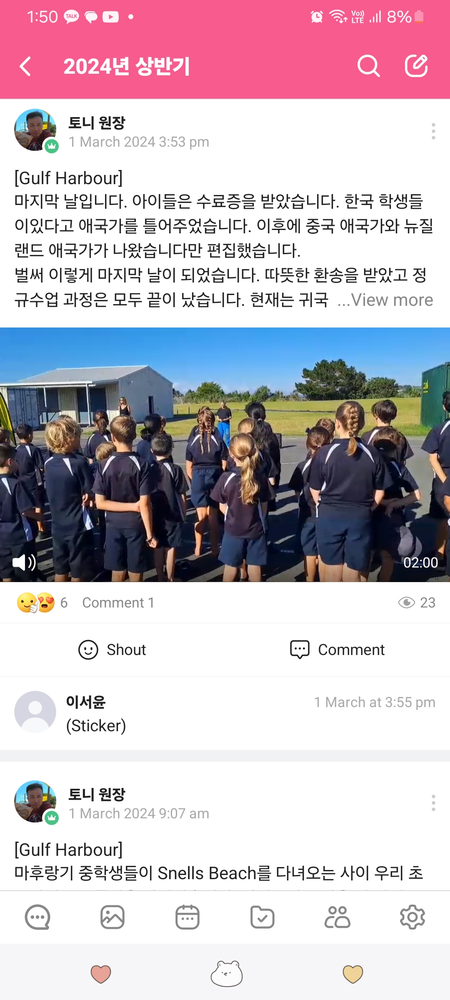 1:50 TALK Vo)) LTE 8%
2024년 상반기
토니 원장
1 March 2024 3:53 pm
[Gulf Harbour]
마지막 날입니다. 아이들은 수료증을 받았습니다. 한국 학생들
이있다고 애국가를 틀어주었습니다. 이후에 중국 애국가와 뉴질
랜드 애국가가 나왔습니다만 편집했습니다.
벌써 이렇게 마지막 날이 되었습니다. 따뜻한 환송을 받았고 정
규수업 과정은 모두 끝이 났습니다. 현재는 귀국 ...View more
02:00
6 Comment 1 23
Shout Comment
이서윤 1 March at 3:55 pm
(Sticker)
토니 원장
1 March 2024 9:07 am
[Gulf Harbour]
마후랑기 중학생들이 Snells Beach를 다녀오는 사이 우리 초